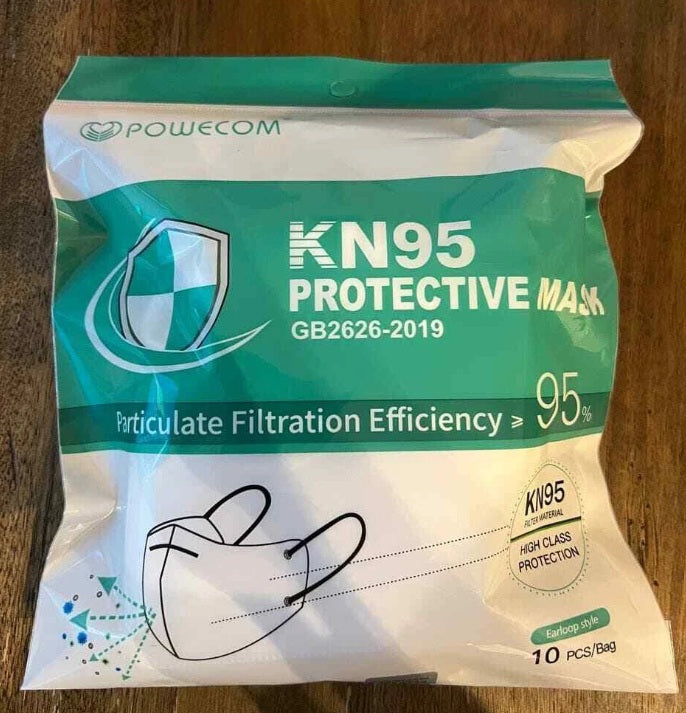 POWECOM
KN95
PROTECTIVE MASK
GB2626-2019
Particulate Filtration Efficiency ≥ 95%
KN95
FILTER MATERIAL
HIGH CLASS
PROTECTION
Earloop style
10 PCS/Bag